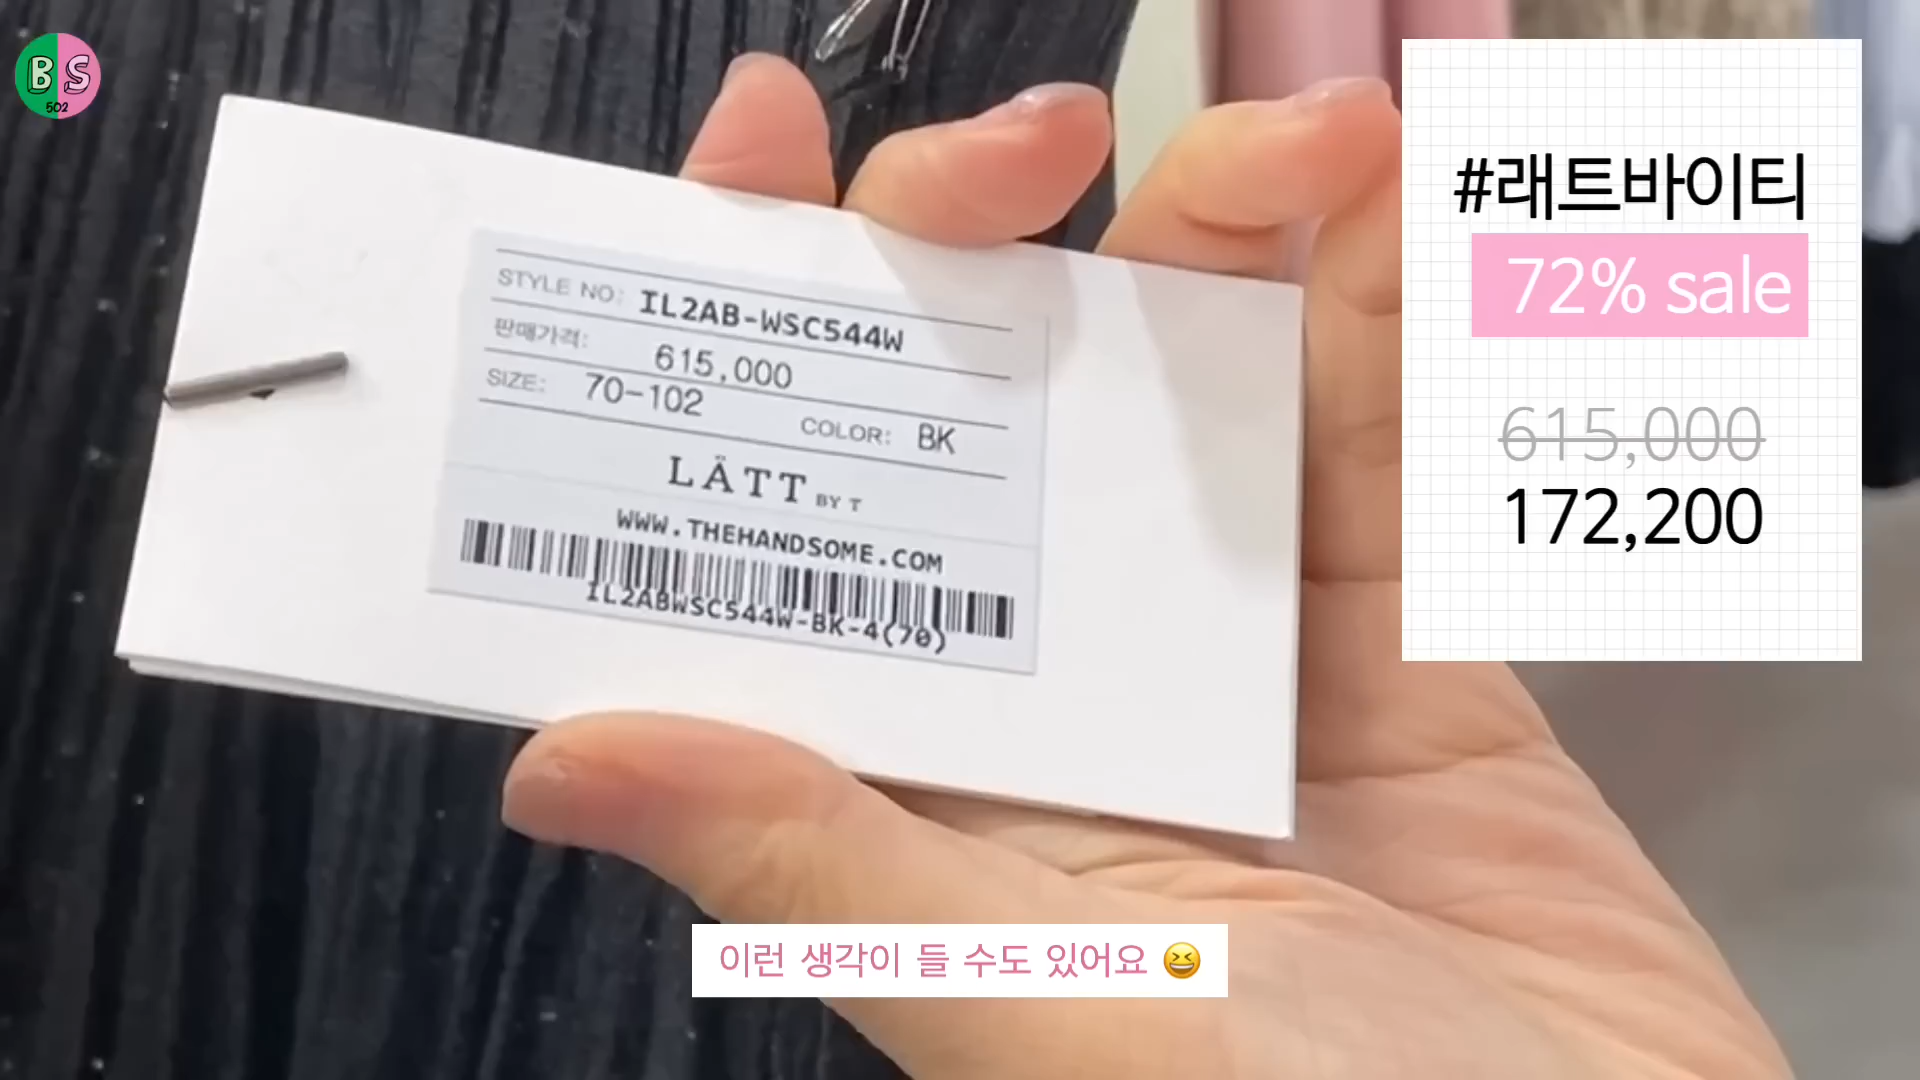 BS
502
STYLE NO: IL2AB-WSC544W
판매가격: 615,000
SIZE: 70-102 COLOR: BK
LÄTT BY T
WWW.THEHANDSOME.COM
IL2ABWSC544W-BK-4(70)
#래트바이티
72% sale
615,000
172,200
이런 생각이 들 수도 있어요 😆